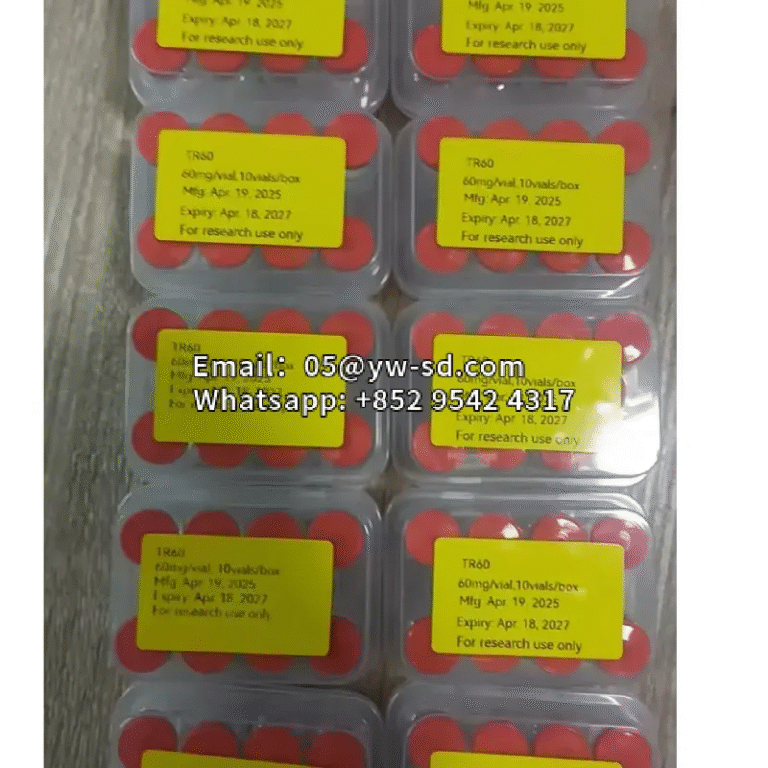 Mfg: Apr. 19 2025
Expiry: Apr. 18, 2027
For research use only
Mfg: Apr. 19 2025
Expiry: Apr. 18, 2027
For research use only
TR60
60mg/vial,10vials/box
Mfg: Apr. 19, 2025
Expiry: Apr. 18, 2027
For research use only
TR60
60mg/vial,10vials/box
Mfg: Apr. 19, 2025
Expiry: Apr. 18, 2027
For research use only
TR60
Email：05@yw-sd.com
Whatsapp: +852 9542 4317
60mg/vial,10vials/box
Expiry: Apr. 18, 2027
For research use only
TR60
60mg/vial, 10vials/box
Mfg: Apr. 19, 2025
Expiry: Apr. 18, 2027
For research use only
TR60
60mg/vial,10vials/box
Mfg: Apr. 19, 2025
Expiry: Apr. 18, 2027
For research use only